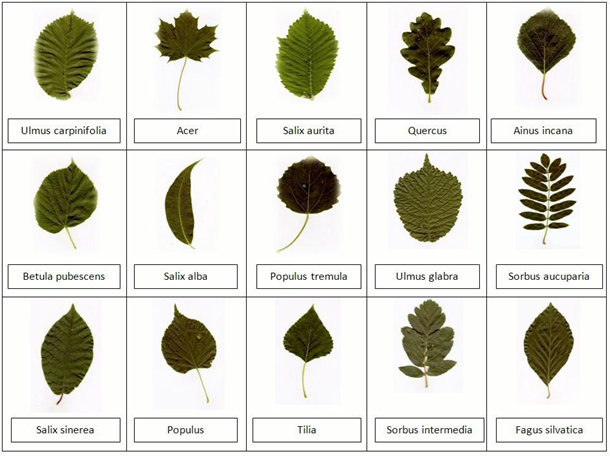 Ulmus carpinifolia
Acer
Salix aurita
Quercus
Ainus incana
Betula pubescens
Salix alba
Populus tremula
Ulmus glabra
Sorbus aucuparia
Salix sinerea
Populus
Tilia
Sorbus intermedia
Fagus silvatica